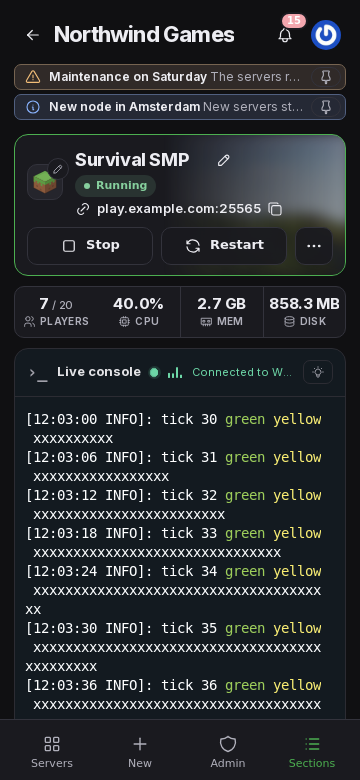 Northwind Games
15
Maintenance on Saturday The servers r…
New node in Amsterdam New servers st…
Survival SMP
Running
play.example.com:25565
Stop
Restart
7 / 20
PLAYERS
40.0%
CPU
2.7 GB
MEM
858.3 MB
DISK
Live console
Connected to W…
[12:03:00 INFO]: tick 30 green yellow
xxxxxxxxxx
[12:03:06 INFO]: tick 31 green yellow
xxxxxxxxxxxxxxxxx
[12:03:12 INFO]: tick 32 green yellow
xxxxxxxxxxxxxxxxxxxxxxxx
[12:03:18 INFO]: tick 33 green yellow
xxxxxxxxxxxxxxxxxxxxxxxxxxxxxxx
[12:03:24 INFO]: tick 34 green yellow
xxxxxxxxxxxxxxxxxxxxxxxxxxxxxxxxxxxx
xx
[12:03:30 INFO]: tick 35 green yellow
xxxxxxxxxxxxxxxxxxxxxxxxxxxxxxxxxxxx
xxxxxxxxx
[12:03:36 INFO]: tick 36 green yellow
xxxxxxxxxxxxxxxxxxxxxxxxxxxxxxxxxxxx
Servers
New
Admin
Sections